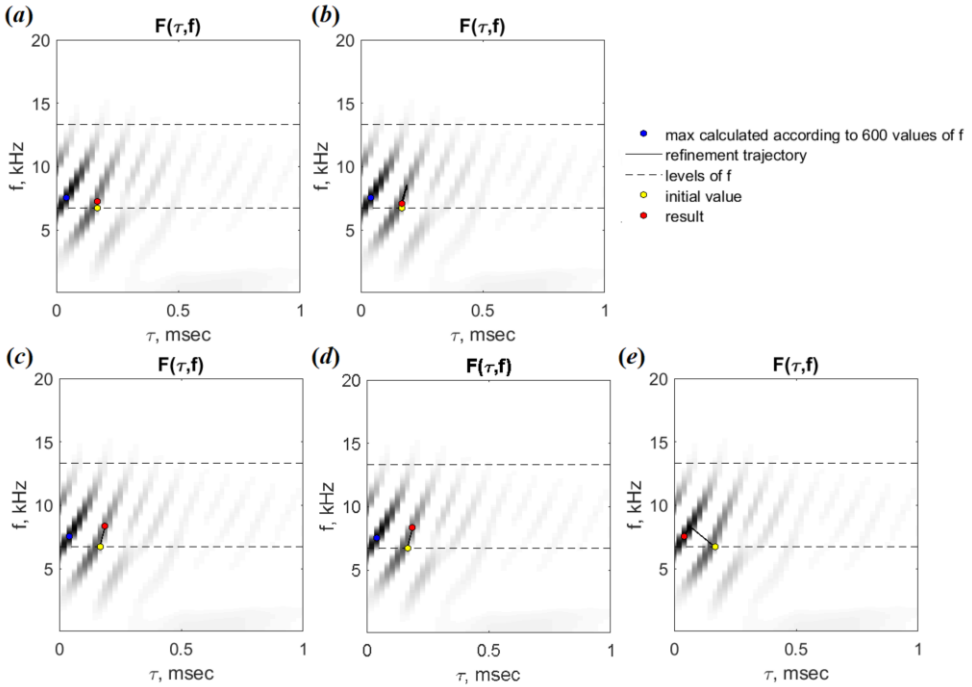 (a)
F(τ,f)
20
15
10
5
f, kHz
0
0.5
1
τ, msec
(b)
F(τ,f)
20
15
10
5
f, kHz
0
0.5
1
τ, msec
max calculated according to 600 values of f
refinement trajectory
levels of f
initial value
result
(c)
F(τ,f)
20
15
10
5
f, kHz
0
0.5
1
τ, msec
(d)
F(τ,f)
20
15
10
5
f, kHz
0
0.5
1
τ, msec
(e)
F(τ,f)
20
15
10
5
f, kHz
0
0.5
1
τ, msec